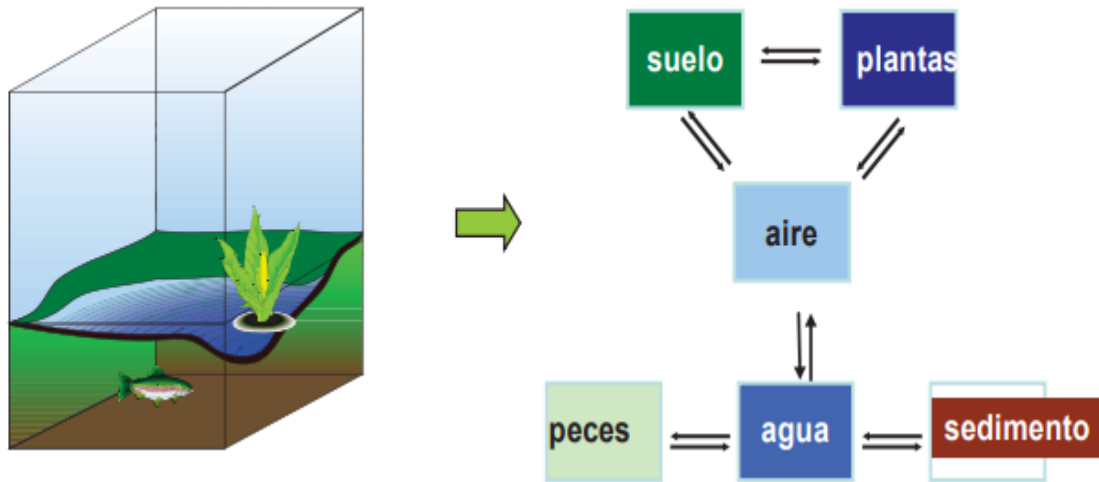 suelo
plantas
aire
peces
agua
sedimento